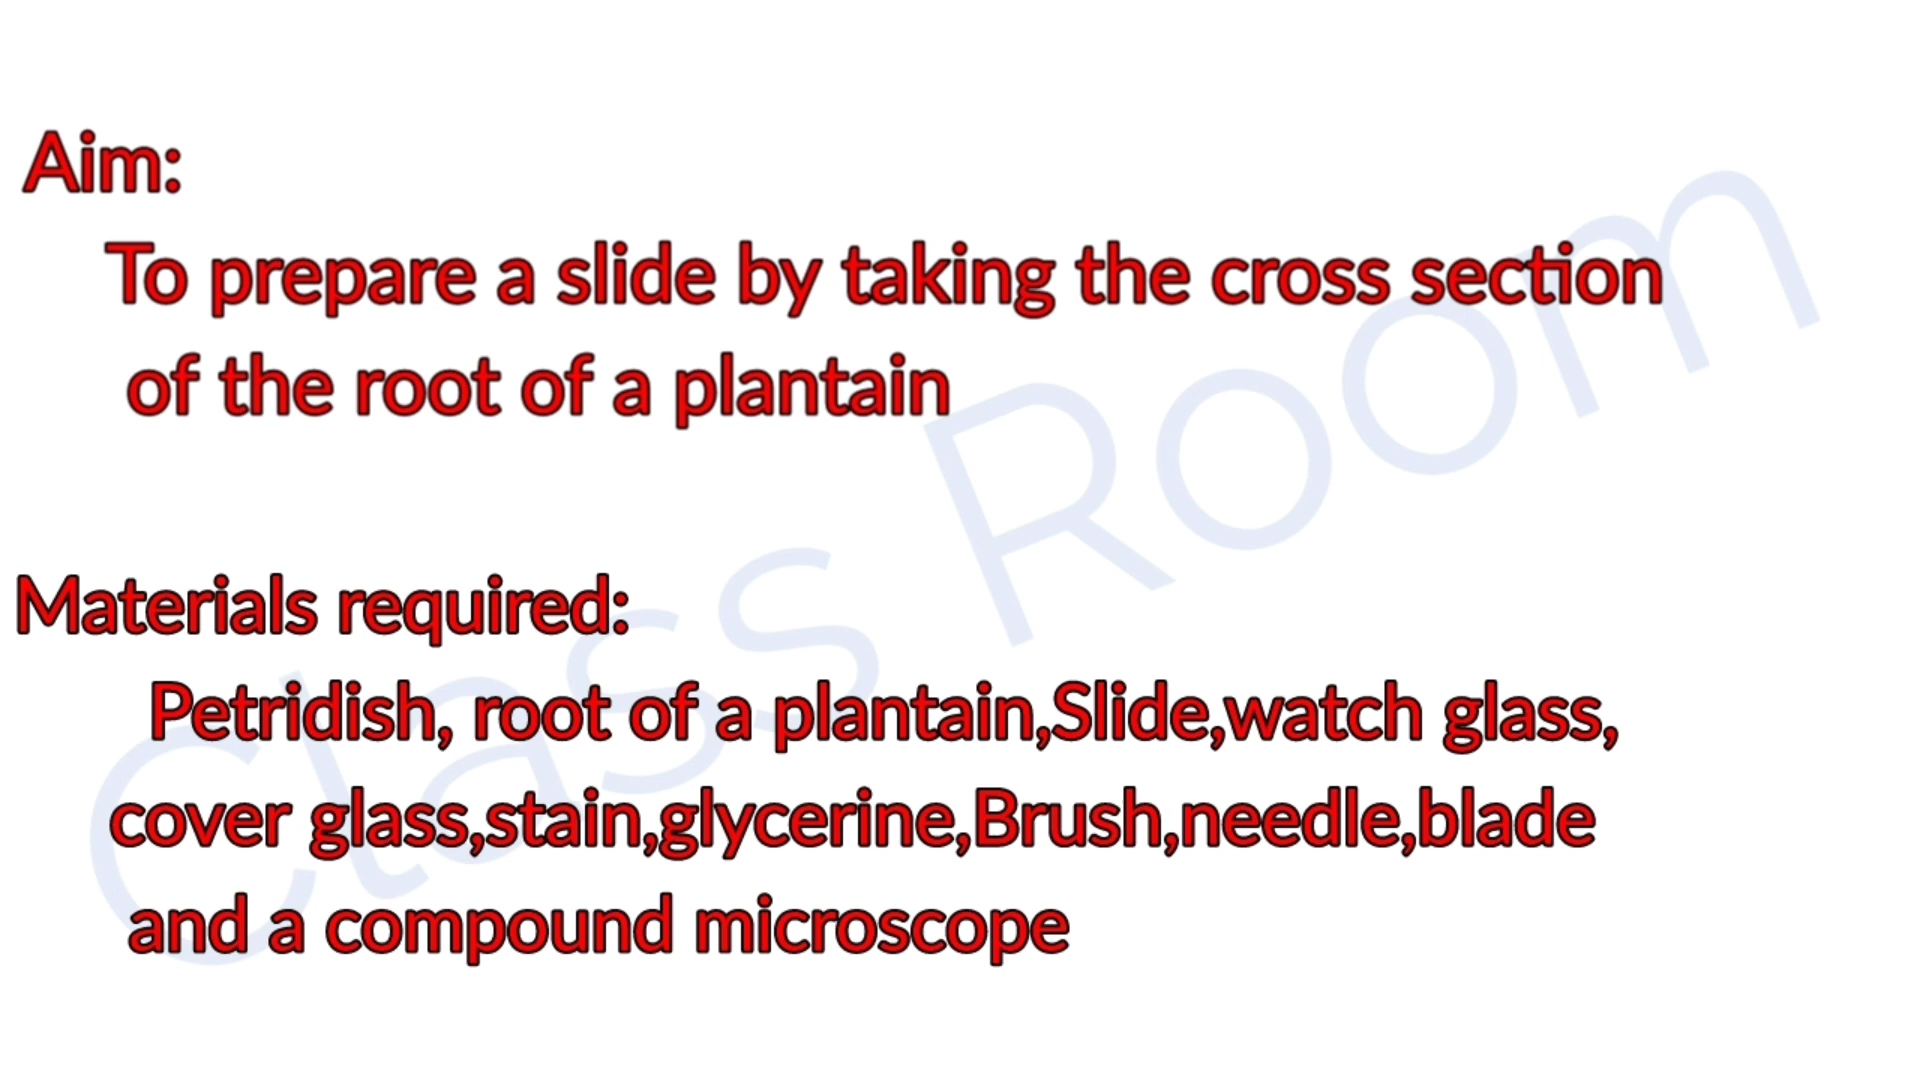 Aim:
To prepare a slide by taking the cross section
of the root of a plantain
Materials required:
Petridish, root of a plantain,Slide,watch glass,
cover glass,stain,glycerine,Brush,needle,blade
and a compound microscope
Class Room